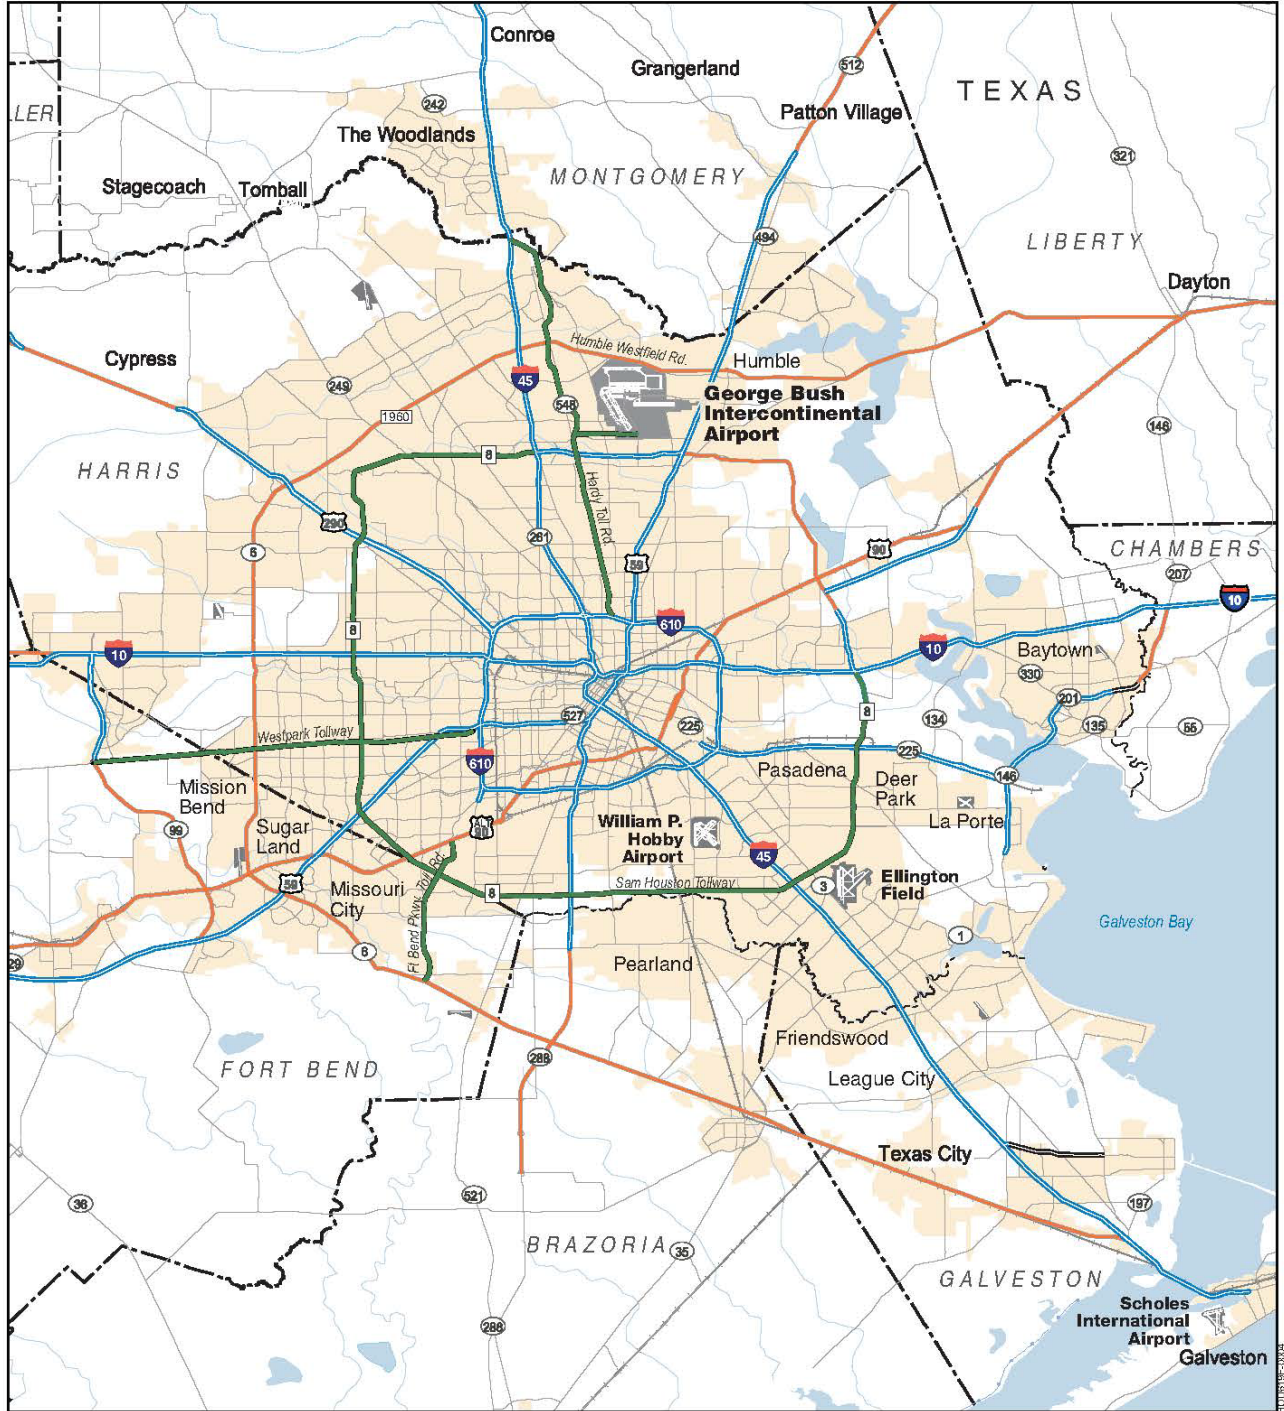 Conroe
Grangerland
512
TEXAS
242
Patton Village
LLER
The Woodlands
321
MONTGOMERY
Stagecoach
Tomball
494
LIBERTY
Dayton
Humble Westfield Rd.
Cypress
Humble
45
249
George Bush
Intercontinental
Airport
548
1960
146
8
HARRIS
Hardy Toll Rd.
290
261
6
90
CHAMBERS
59
207
10
610
8
10
10
Baytown
330
201
527
225
8
134
135
55
Westpark Tollway
225
610
Pasadena
146
Mission
Bend
Deer
Park
99
Sugar
Land
ALT
90
William P.
Hobby
Airport
La Porte
45
59
Missouri
City
Ft Bend Pkwy. Toll Rd.
8
Sam Houston Tollway
3
Ellington
Field
Galveston Bay
1
6
29
Pearland
Friendswood
288
FORT BEND
League City
Texas City
521
36
197
BRAZORIA
35
GALVESTON
288
Scholes
International
Airport
Galveston